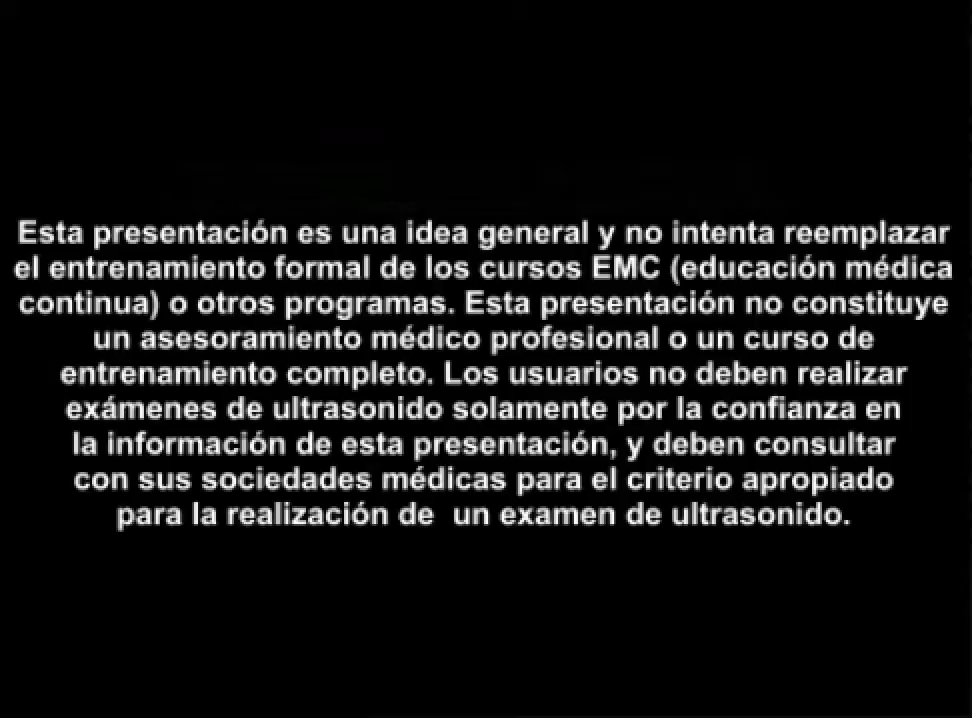 Esta presentación es una idea general y no intenta reemplazar
el entrenamiento formal de los cursos EMC (educación médica
continua) o otros programas. Esta presentación no constituye
un asesoramiento médico profesional o un curso de
entrenamiento completo. Los usuarios no deben realizar
exámenes de ultrasonido solamente por la confianza en
la información de esta presentación, y deben consultar
con sus sociedades médicas para el criterio apropiado
para la realización de  un examen de ultrasonido.